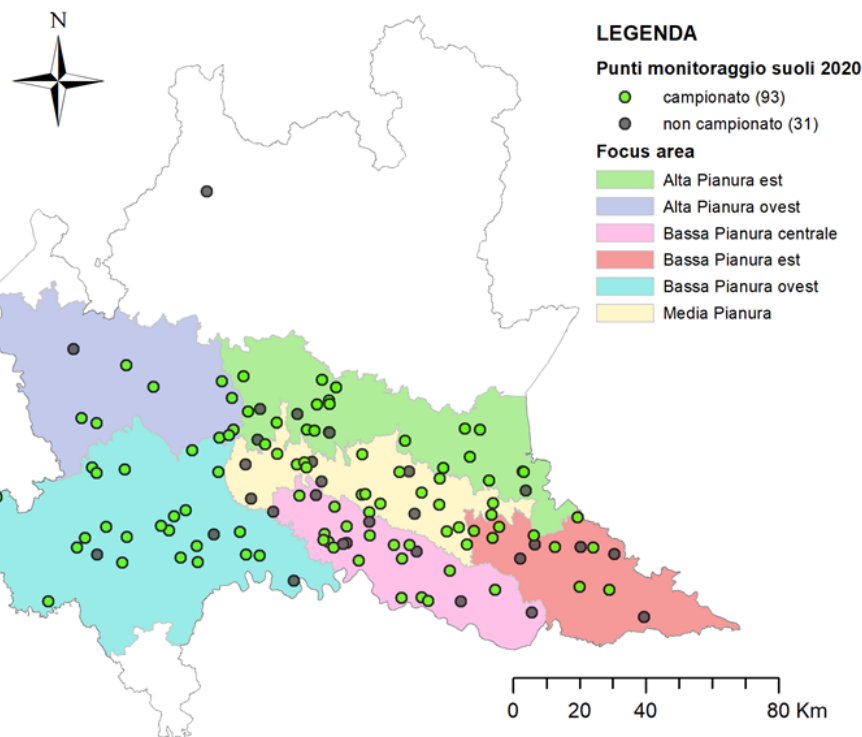 N
LEGENDA
Punti monitoraggio suoli 2020
campionato (93)
non campionato (31)
Focus area
Alta Pianura est
Alta Pianura ovest
Bassa Pianura centrale
Bassa Pianura est
Bassa Pianura ovest
Media Pianura
0 20 40 80 Km